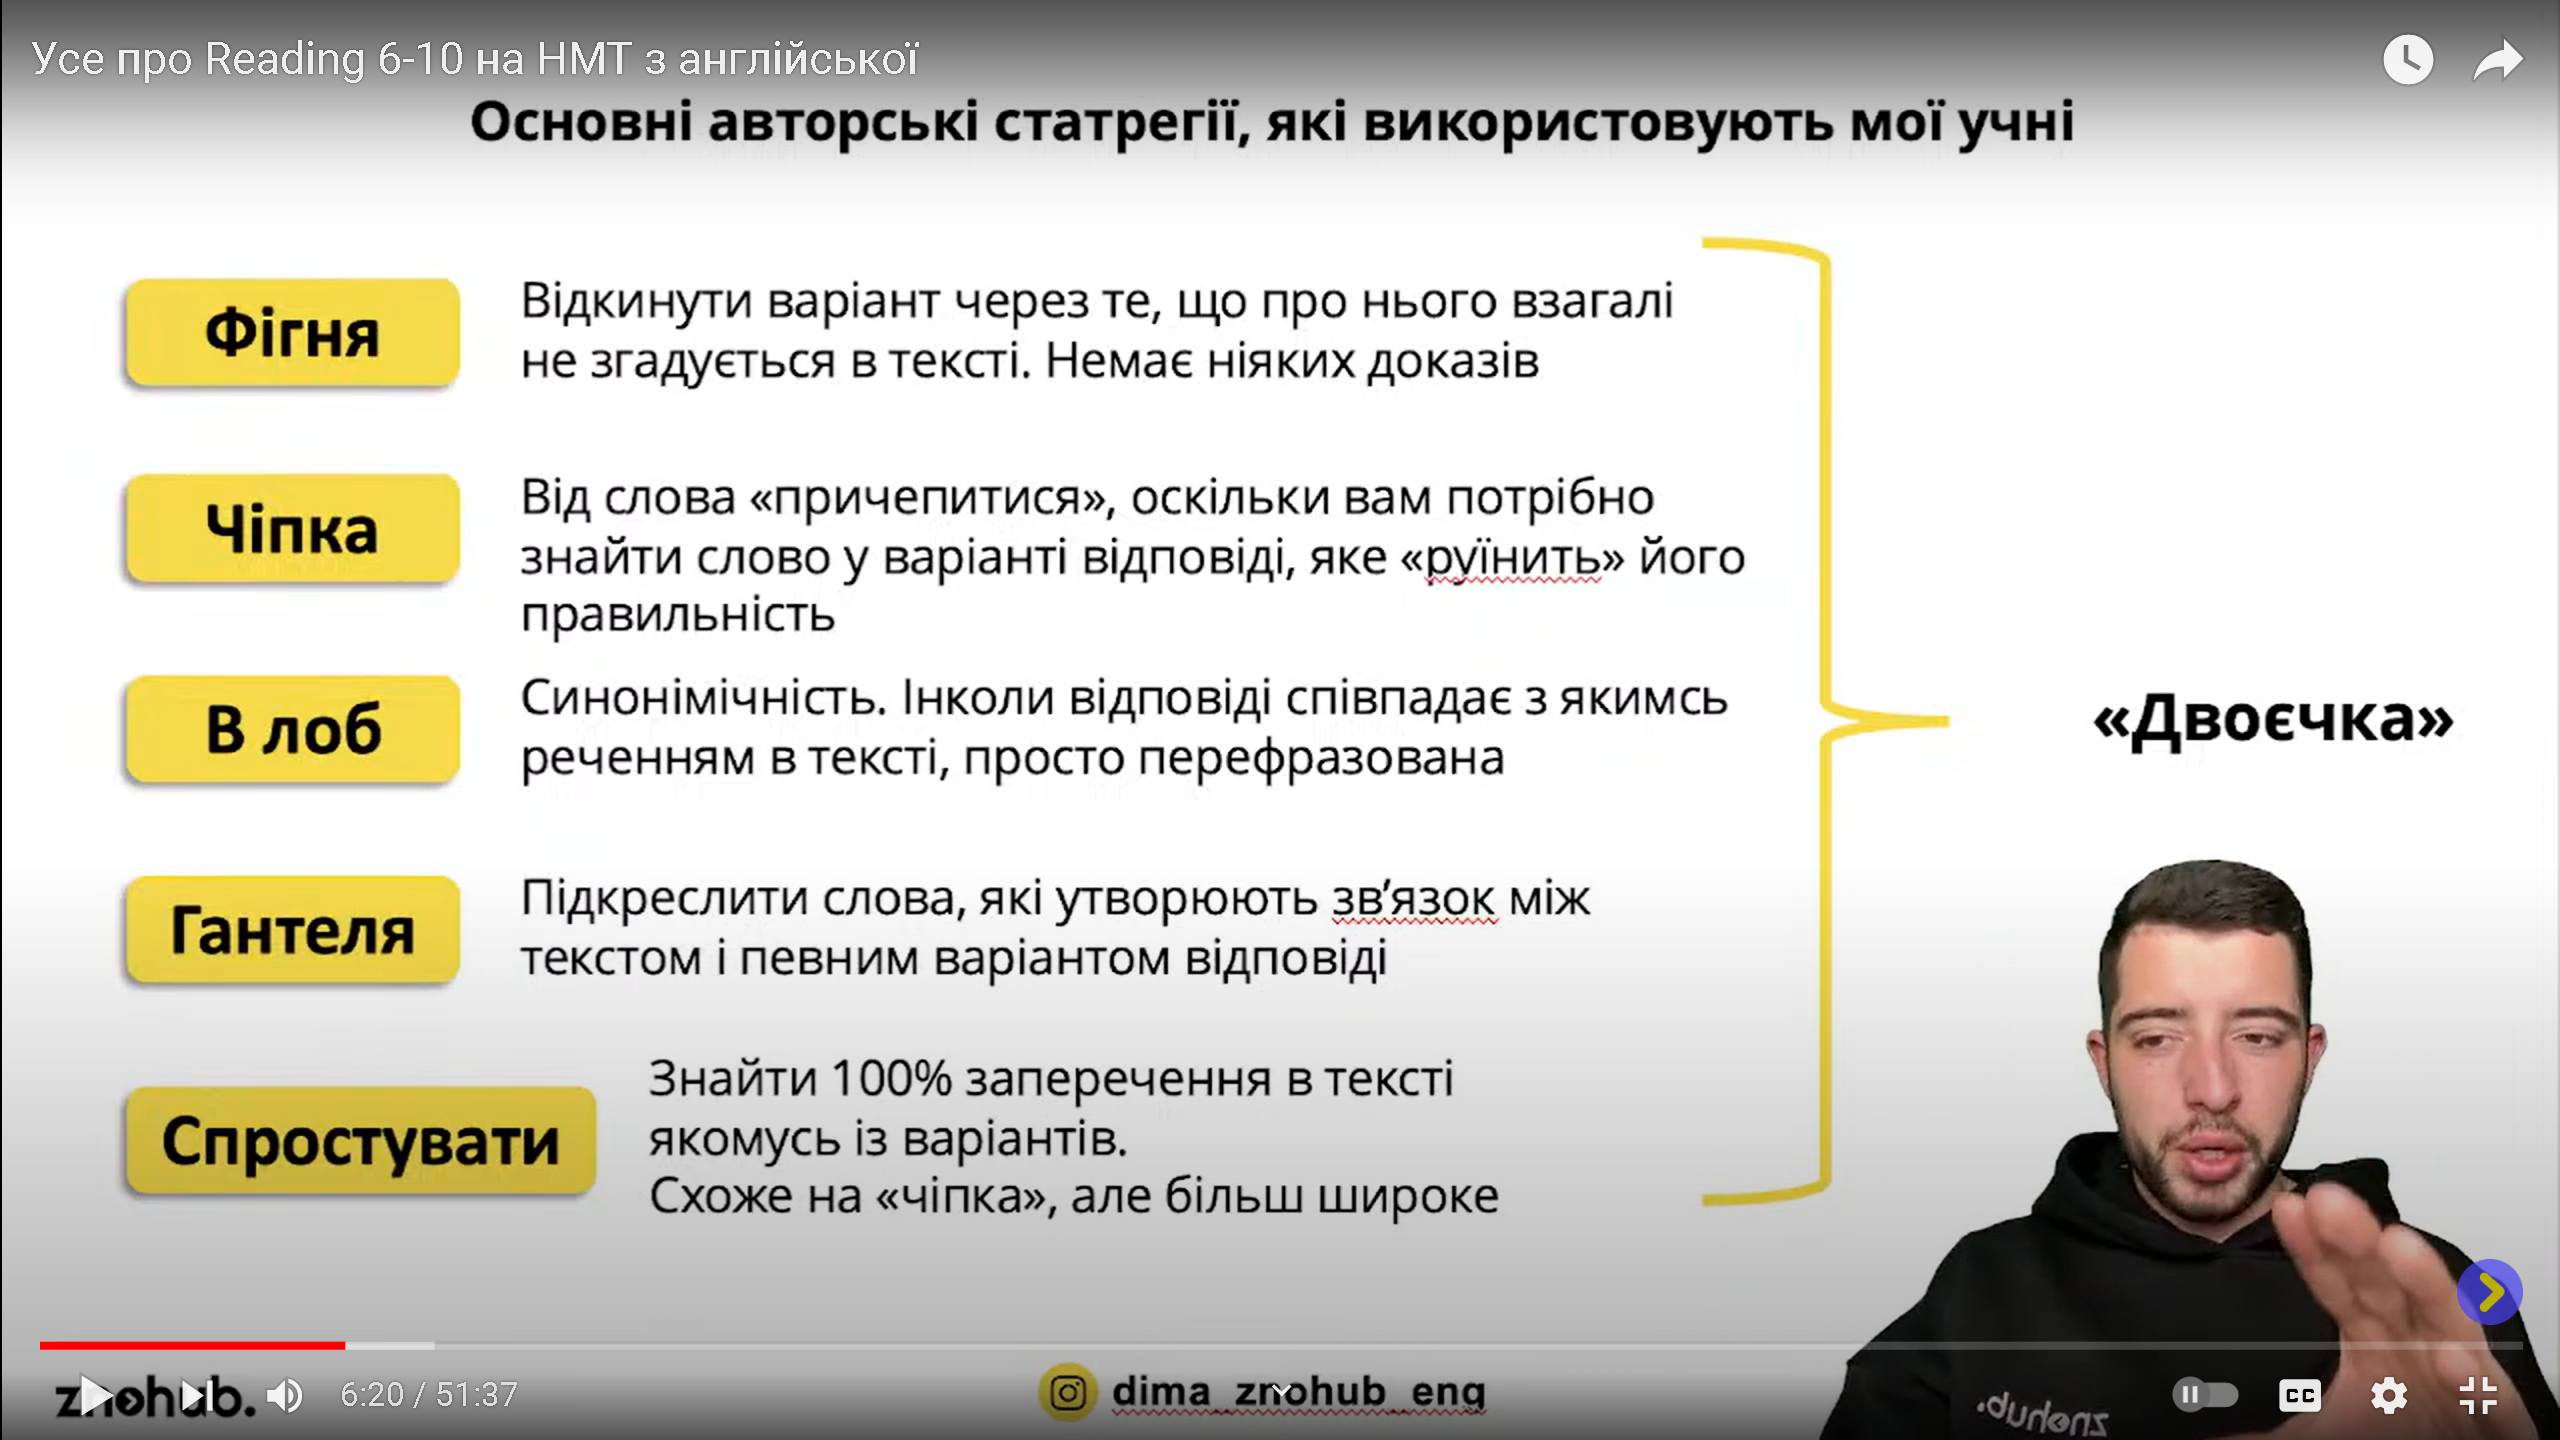 Усе про Reading 6-10 на НМТ з англійської
Основні авторські статрегії, які використовують мої учні
Фігня
Відкинути варіант через те, що про нього взагалі
не згадується в тексті. Немає ніяких доказів
Чіпка
Від слова «причепитися», оскільки вам потрібно
знайти слово у варіанті відповіді, яке «руїнить» його
правильність
В лоб
Синонімічність. Інколи відповіді співпадає з якимсь
реченням в тексті, просто перефразована
Гантеля
Підкреслити слова, які утворюють зв’язок між
текстом і певним варіантом відповіді
Спростувати
Знайти 100% заперечення в тексті
якомусь із варіантів.
Схоже на «чіпка», але більш широке
«Двоєчка»
znohub.
znohub.
6:20 / 51:37
dima_znohub_eng
CC